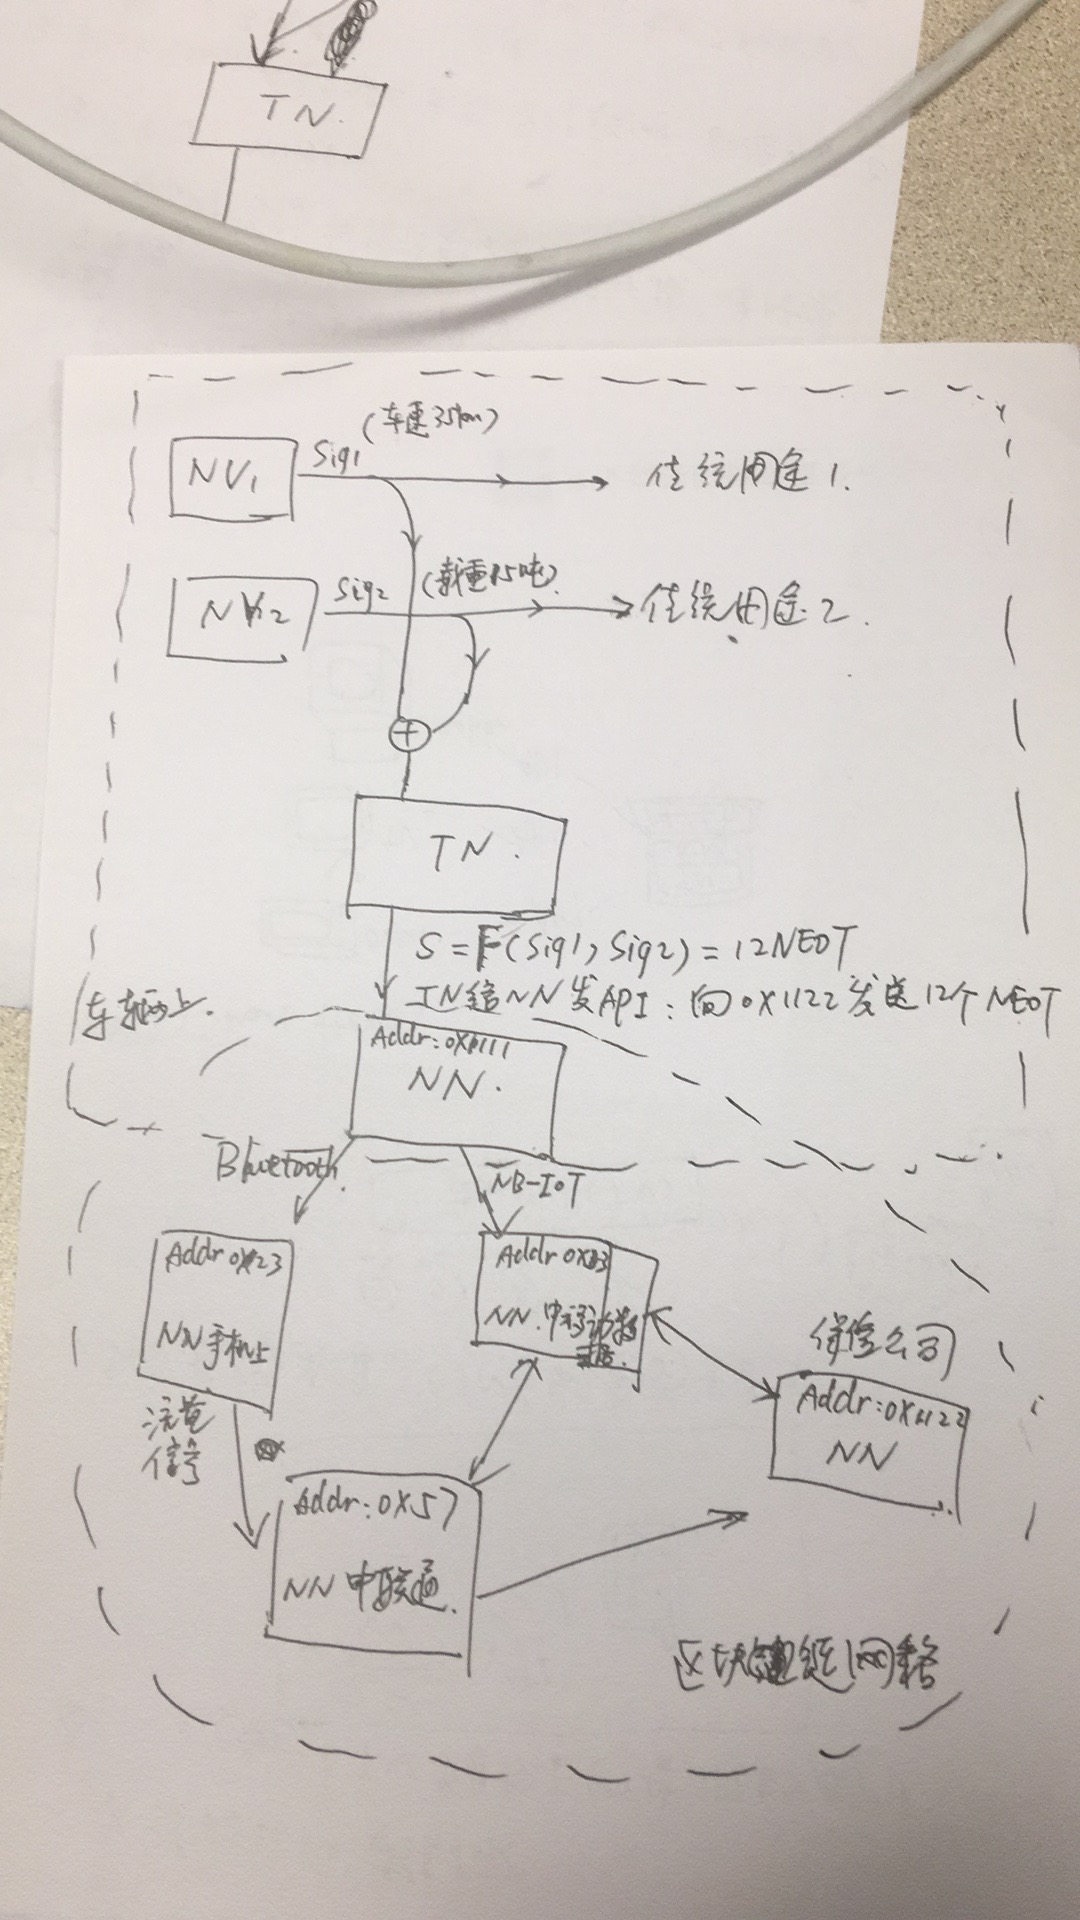 TN.
(车速35km)
NV1
Sig1
传统用途1.
(载重15吨)
NV2
Sig2
传统用途2.
TN.
S=F(Sig1, Sig2)=12NEOT
TN给NN发API:向0X1122发送12个NEOT
车辆上.
Addr:0X1111
NN.
Bluetooth.
NB-IoT
Addr 0X23
NN手机上
Addr 0X33
NN.中移动
保险公司
Addr:0X1122
NN
流量
信号
Addr:0X57
NN中联通.
区块链网络